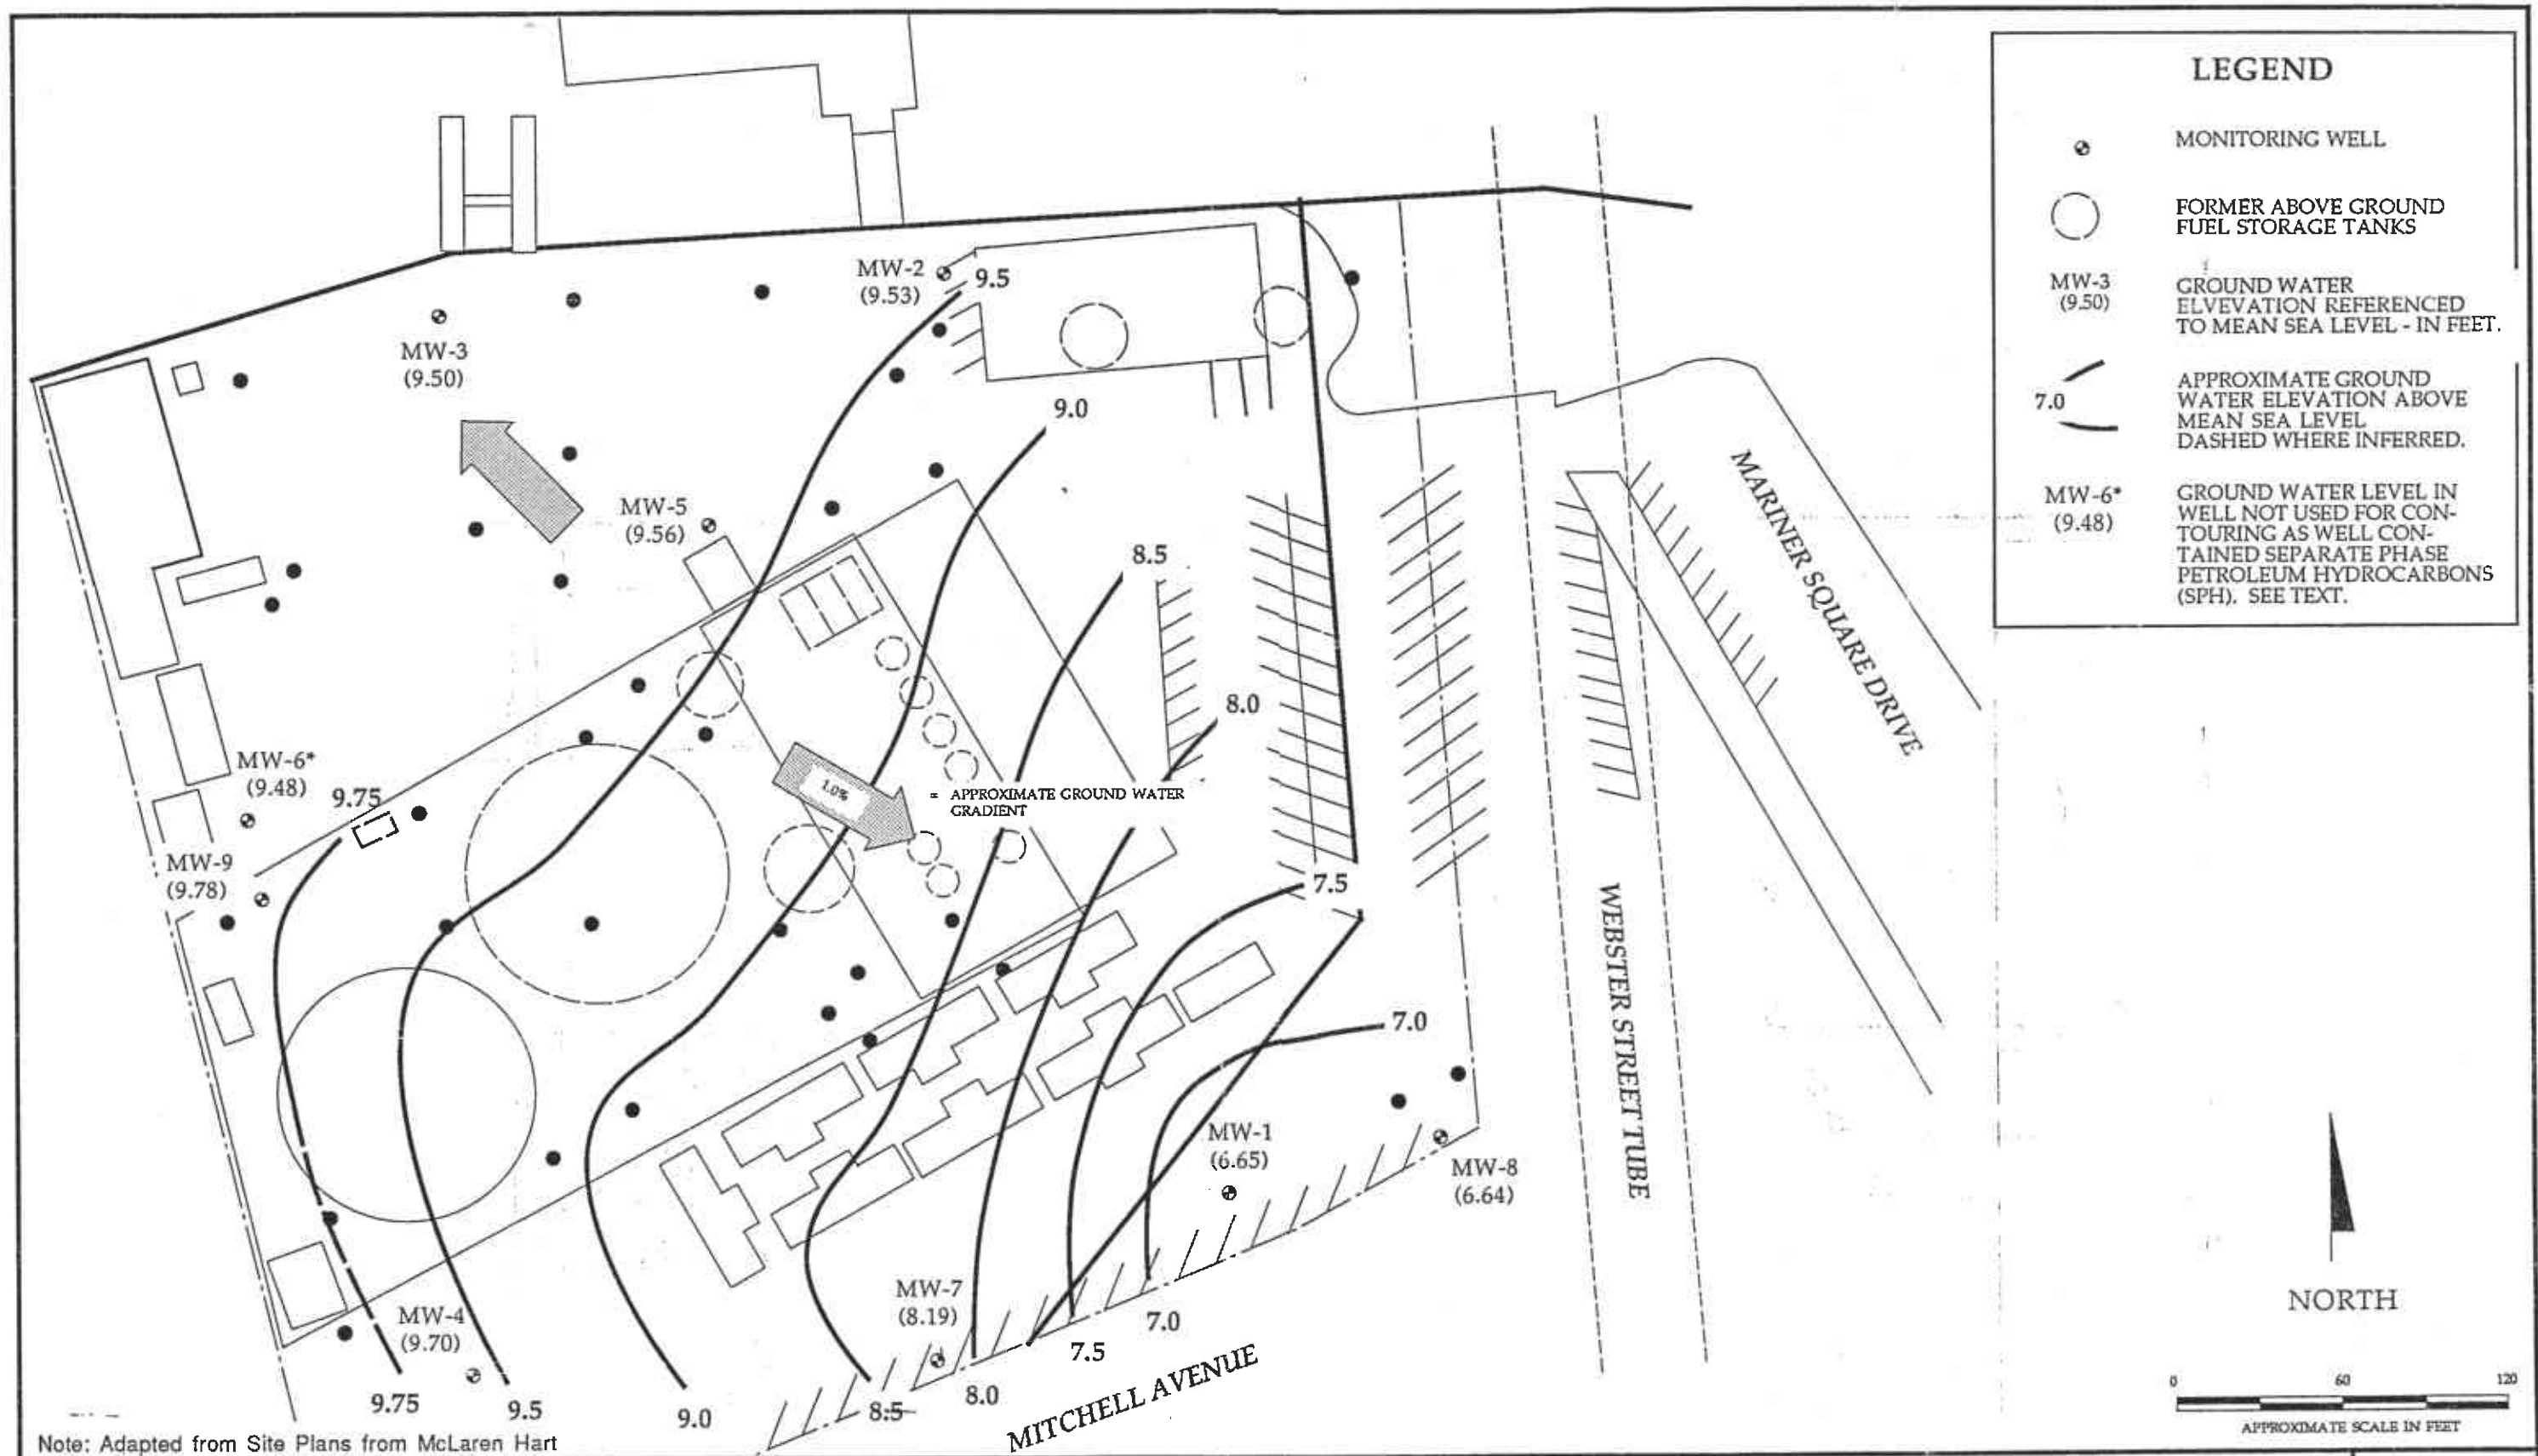 LEGEND
MONITORING WELL
FORMER ABOVE GROUND
FUEL STORAGE TANKS
MW-3
(9.50)
GROUND WATER
ELVEVATION REFERENCED
TO MEAN SEA LEVEL - IN FEET.
7.0
APPROXIMATE GROUND
WATER ELEVATION ABOVE
MEAN SEA LEVEL
DASHED WHERE INFERRED.
MW-6*
(9.48)
GROUND WATER LEVEL IN
WELL NOT USED FOR CON-
TOURING AS WELL CON-
TAINED SEPARATE PHASE
PETROLEUM HYDROCARBONS
(SPH). SEE TEXT.
MW-2
(9.53)
9.5
MW-3
(9.50)
9.0
MW-5
(9.56)
8.5
8.0
MARINER SQUARE DRIVE
MW-6*
(9.48)
9.75
1.0%
= APPROXIMATE GROUND WATER
GRADIENT
MW-9
(9.78)
7.5
WEBSTER STREET TUBE
7.0
MW-1
(6.65)
MW-8
(6.64)
MW-7
(8.19)
MW-4
(9.70)
9.75
9.5
9.0
8.5
8.0
7.5
7.0
MITCHELL AVENUE
NORTH
0 60 120
APPROXIMATE SCALE IN FEET
Note: Adapted from Site Plans from McLaren Hart